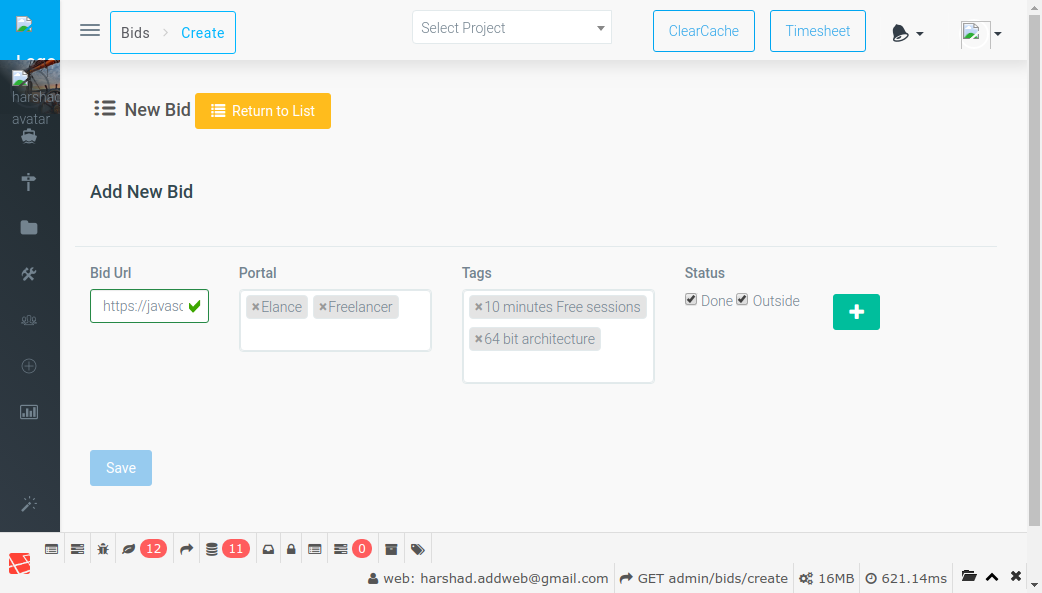 Bids
Create
Select Project
ClearCache
Timesheet
harshad
avatar
New Bid
Return to List
Add New Bid
Bid Url
Portal
Tags
Status
https://javasc
×Elance
×Freelancer
×10 minutes Free sessions
×64 bit architecture
Done
Outside
Save
12
11
0
web: harshad.addweb@gmail.com
GET admin/bids/create
16MB
621.14ms